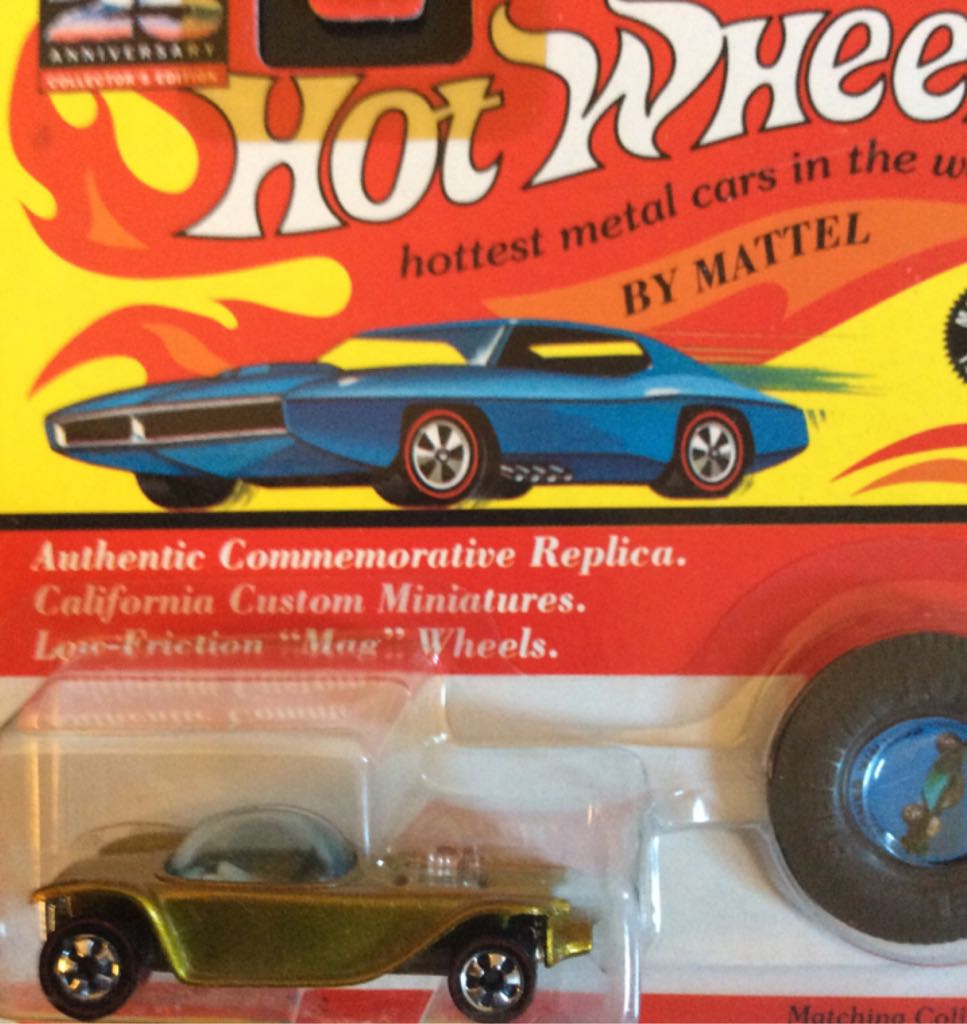 ANNIVERSARY
COLLECTOR'S EDITION
Hot Whee
hottest metal cars in the w
BY MATTEL
Authentic Commemorative Replica.
California Custom Miniatures.
Low-Friction "Mag" Wheels.
Matching Coll